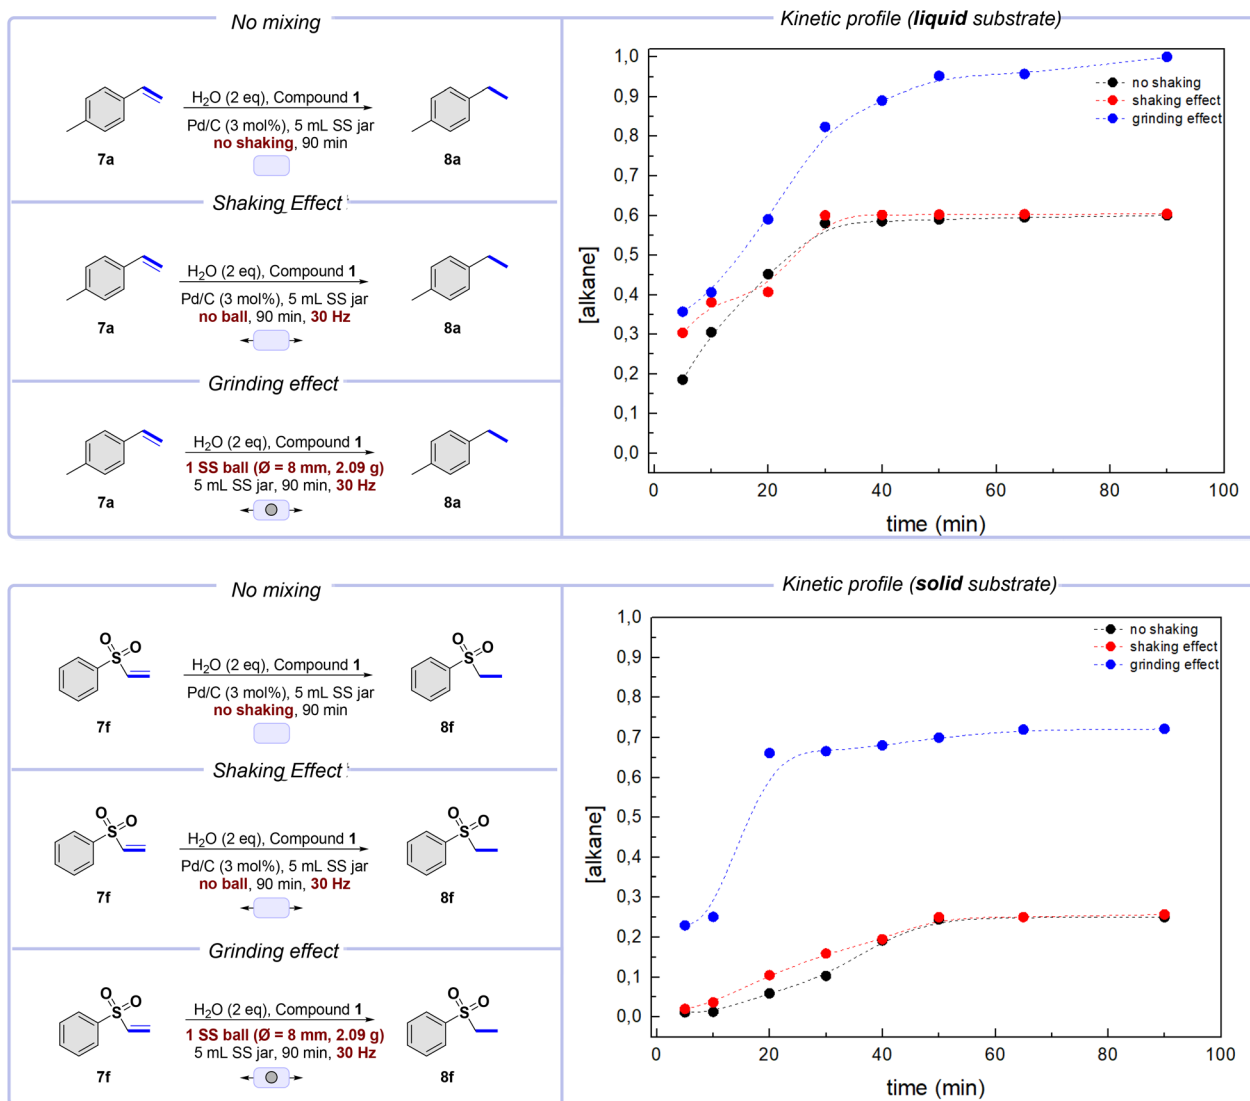 No mixing
H₂O (2 eq), Compound 1
Pd/C (3 mol%), 5 mL SS jar
no shaking, 90 min
7a
8a
Shaking Effect
H₂O (2 eq), Compound 1
Pd/C (3 mol%), 5 mL SS jar
no ball, 90 min, 30 Hz
7a
8a
Grinding effect
H₂O (2 eq), Compound 1
1 SS ball (Ø = 8 mm, 2.09 g)
5 mL SS jar, 90 min, 30 Hz
7a
8a
Kinetic profile (liquid substrate)
1,0
0,9
0,8
0,7
0,6
0,5
0,4
0,3
0,2
0,1
0,0
[alkane]
no shaking
shaking effect
grinding effect
0 20 40 60 80 100
time (min)
No mixing
O O
S
H₂O (2 eq), Compound 1
Pd/C (3 mol%), 5 mL SS jar
no shaking, 90 min
7f
O O
S
8f
Shaking Effect
O O
S
H₂O (2 eq), Compound 1
Pd/C (3 mol%), 5 mL SS jar
no ball, 90 min, 30 Hz
7f
O O
S
8f
Grinding effect
O O
S
H₂O (2 eq), Compound 1
1 SS ball (Ø = 8 mm, 2.09 g)
5 mL SS jar, 90 min, 30 Hz
7f
O O
S
8f
Kinetic profile (solid substrate)
1,0
0,9
0,8
0,7
0,6
0,5
0,4
0,3
0,2
0,1
0,0
[alkane]
no shaking
shaking effect
grinding effect
0 20 40 60 80 100
time (min)